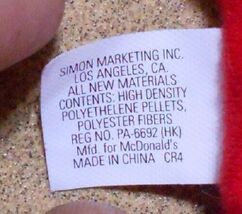 SIMON MARKETING INC.
LOS ANGELES, CA.
ALL NEW MATERIALS
CONTENTS: HIGH DENSITY
POLYETHELENE PELLETS,
POLYESTER FIBERS
REG NO. PA-6692 (HK)
Mfd. for McDonald's
MADE IN CHINA CR4